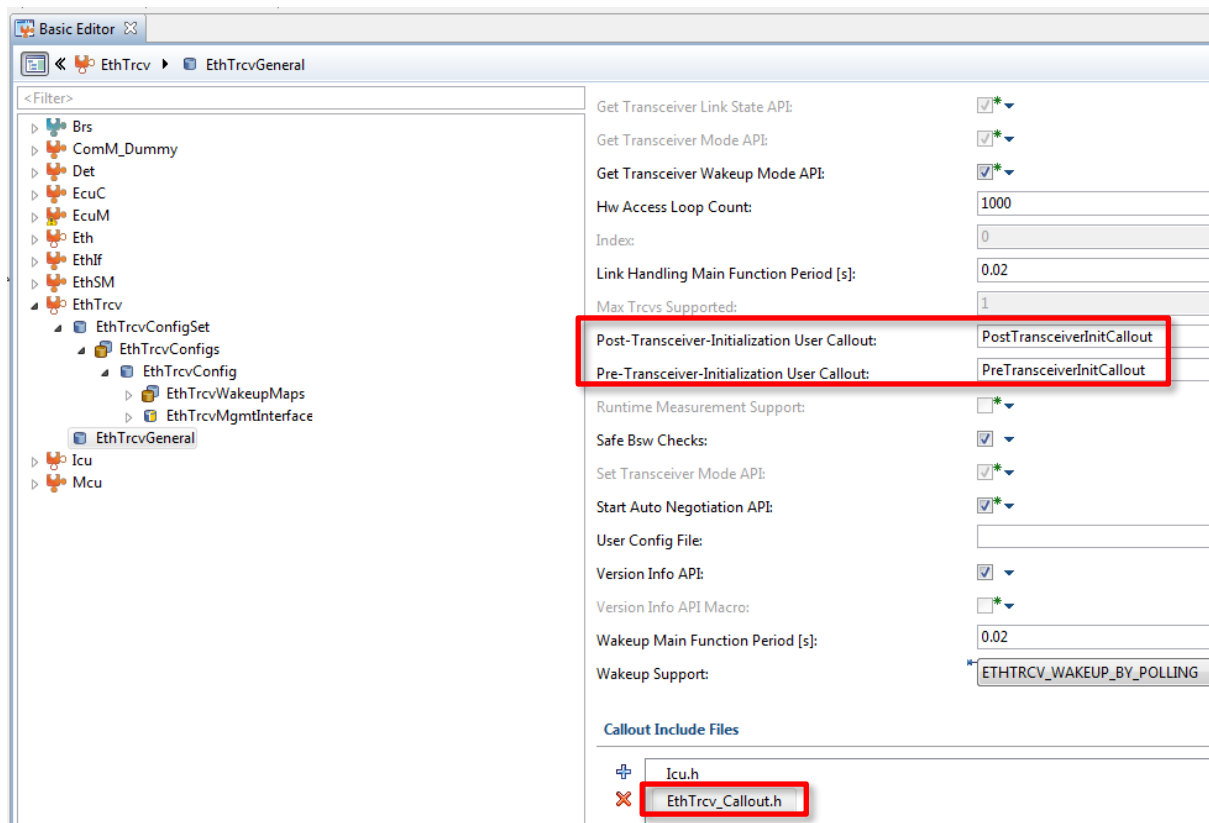 Basic Editor
EthTrcv EthTrcvGeneral
<Filter>
Brs
ComM_Dummy
Det
EcuC
EcuM
Eth
EthIf
EthSM
EthTrcv
EthTrcvConfigSet
EthTrcvConfigs
EthTrcvConfig
EthTrcvWakeupMaps
EthTrcvMgmtInterface
EthTrcvGeneral
Icu
Mcu
Get Transceiver Link State API:
Get Transceiver Mode API:
Get Transceiver Wakeup Mode API:
Hw Access Loop Count: 1000
Index: 0
Link Handling Main Function Period [s]: 0.02
Max Trcvs Supported: 1
Post-Transceiver-Initialization User Callout: PostTransceiverInitCallout
Pre-Transceiver-Initialization User Callout: PreTransceiverInitCallout
Runtime Measurement Support:
Safe Bsw Checks:
Set Transceiver Mode API:
Start Auto Negotiation API:
User Config File:
Version Info API:
Version Info API Macro:
Wakeup Main Function Period [s]: 0.02
Wakeup Support: ETHTRCV_WAKEUP_BY_POLLING
Callout Include Files
Icu.h
EthTrcv_Callout.h